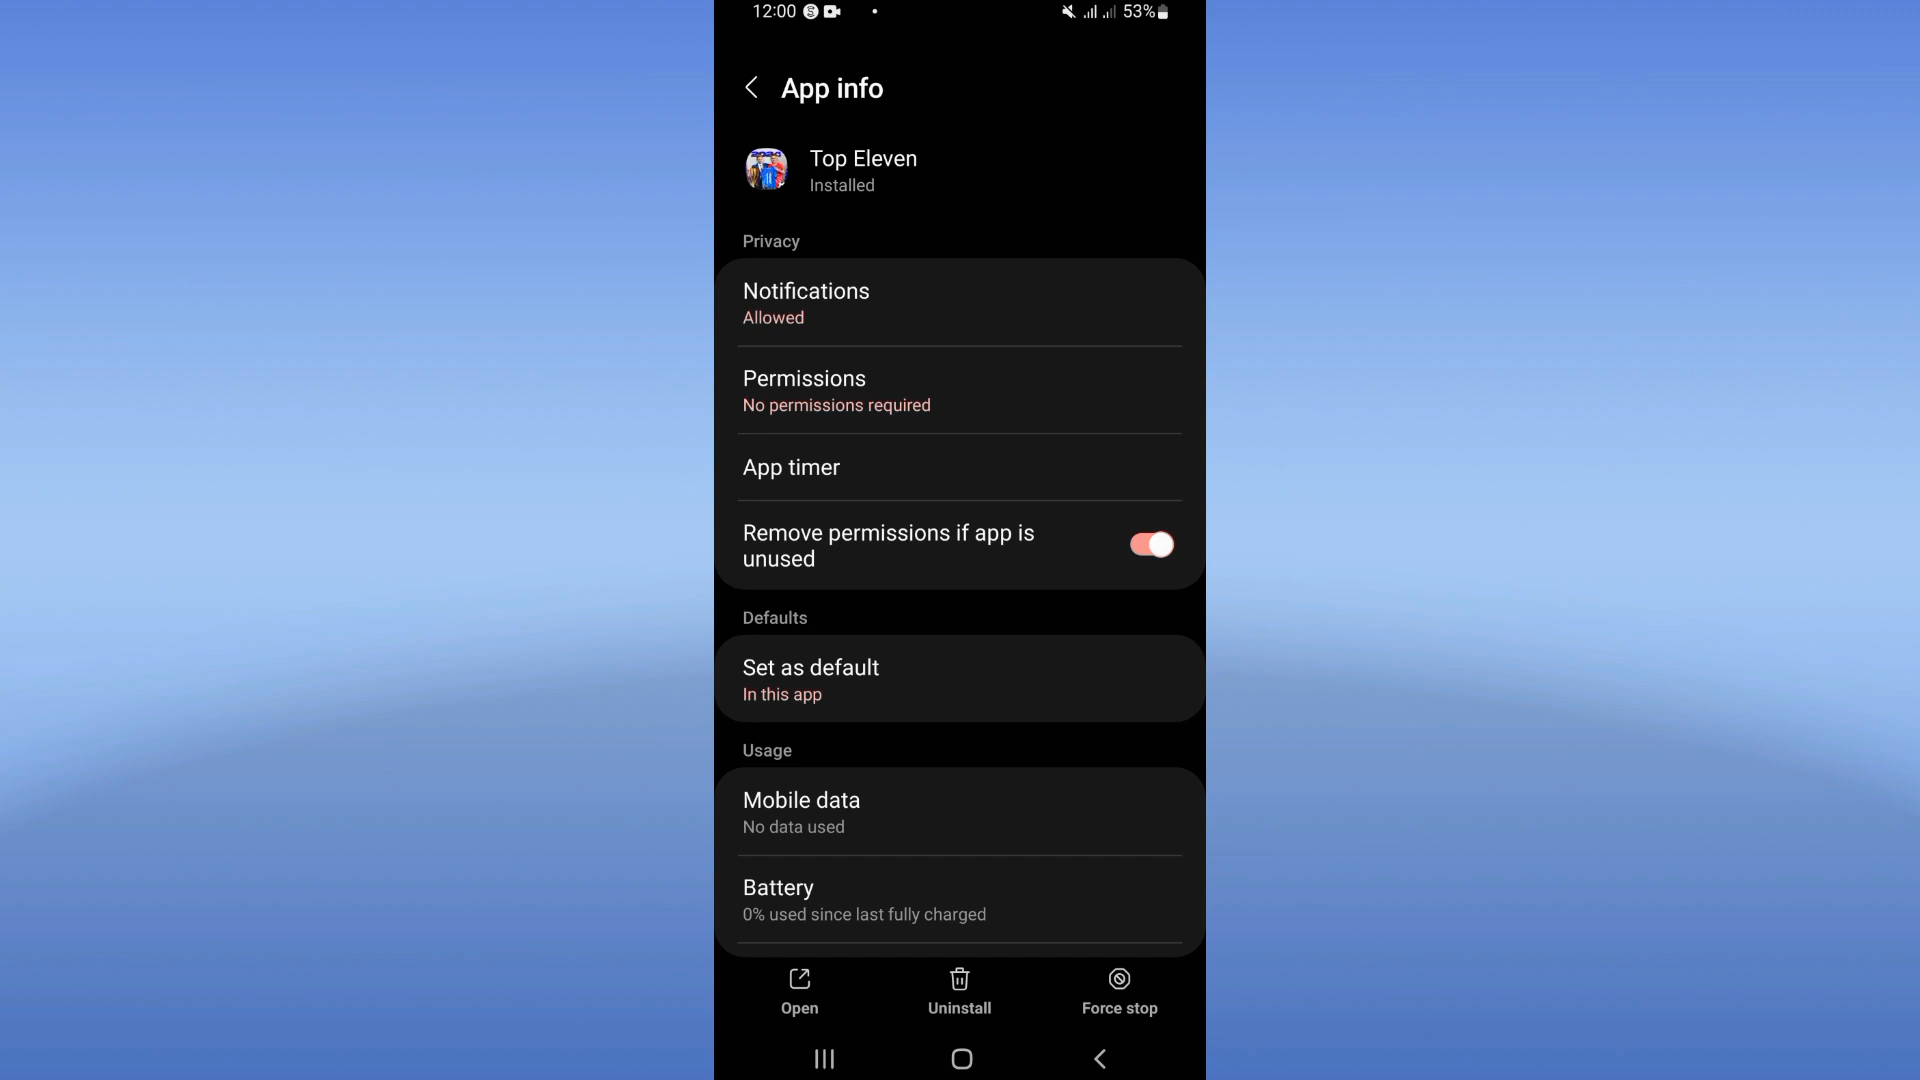 12:00 53%
App info
Top Eleven
Installed
Privacy
Notifications
Allowed
Permissions
No permissions required
App timer
Remove permissions if app is
unused
Defaults
Set as default
In this app
Usage
Mobile data
No data used
Battery
0% used since last fully charged
Open Uninstall Force stop